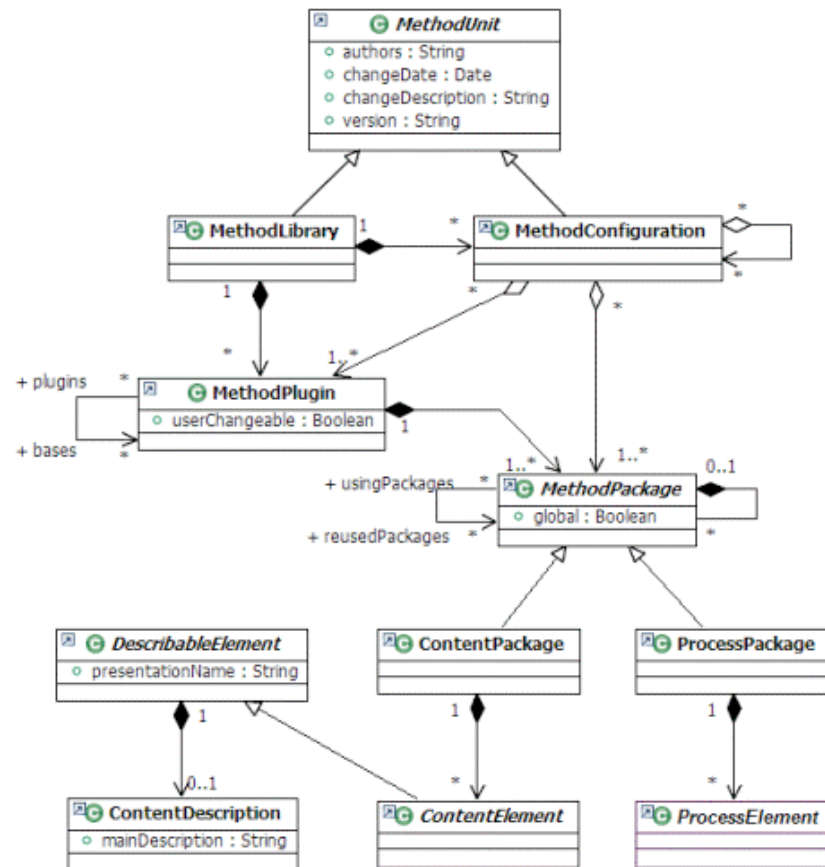 MethodUnit
authors : String
changeDate : Date
changeDescription : String
version : String
MethodLibrary
1
*
MethodConfiguration
*
*
1
*
*
*
1..*
+ plugins
*
MethodPlugin
userChangeable : Boolean
1
+ bases
*
1..*
1..*
0..1
+ usingPackages
*
MethodPackage
global : Boolean
+ reusedPackages
*
*
DescribableElement
presentationName : String
1
ContentPackage
1
ProcessPackage
1
0..1
*
*
ContentDescription
mainDescription : String
ContentElement
ProcessElement